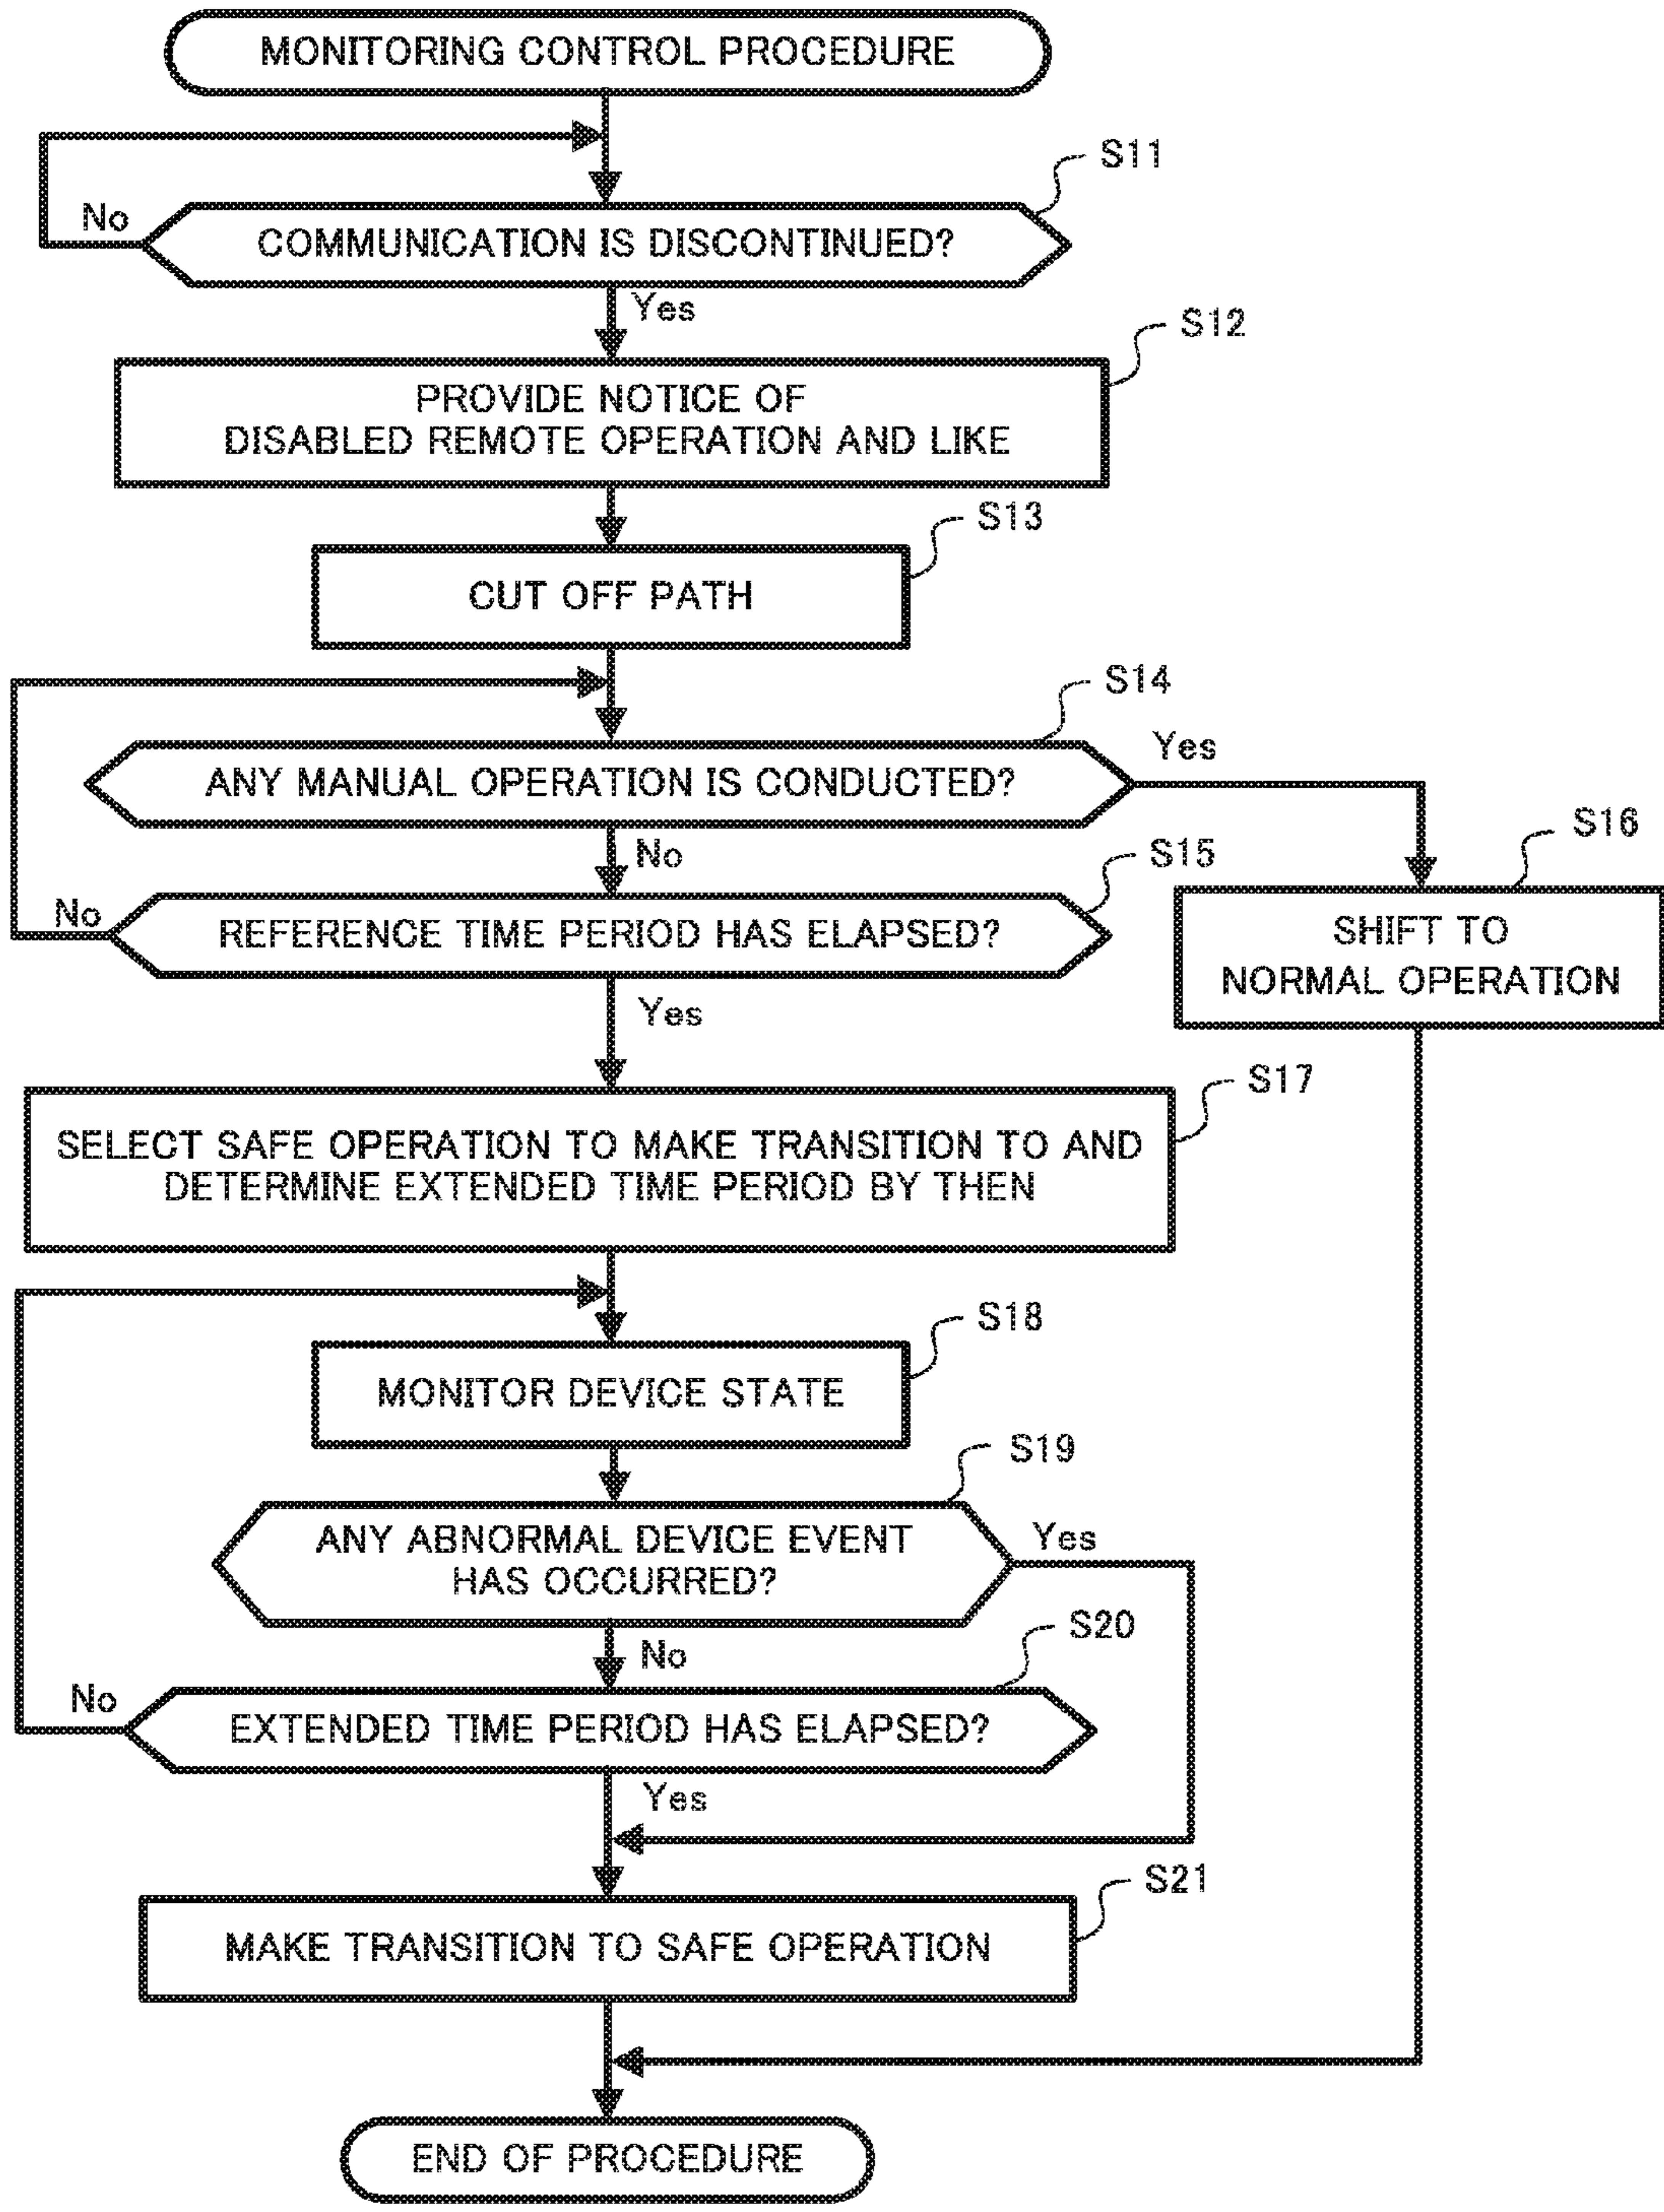 MONITORING CONTROL PROCEDURE
S11
No
COMMUNICATION IS DISCONTINUED?
Yes
S12
PROVIDE NOTICE OF
DISABLED REMOTE OPERATION AND LIKE
S13
CUT OFF PATH
S14
ANY MANUAL OPERATION IS CONDUCTED?
Yes
No
S15
S16
No
REFERENCE TIME PERIOD HAS ELAPSED?
SHIFT TO
NORMAL OPERATION
Yes
S17
SELECT SAFE OPERATION TO MAKE TRANSITION TO AND
DETERMINE EXTENDED TIME PERIOD BY THEN
S18
MONITOR DEVICE STATE
S19
ANY ABNORMAL DEVICE EVENT
HAS OCCURRED?
Yes
No
S20
No
EXTENDED TIME PERIOD HAS ELAPSED?
Yes
S21
MAKE TRANSITION TO SAFE OPERATION
END OF PROCEDURE